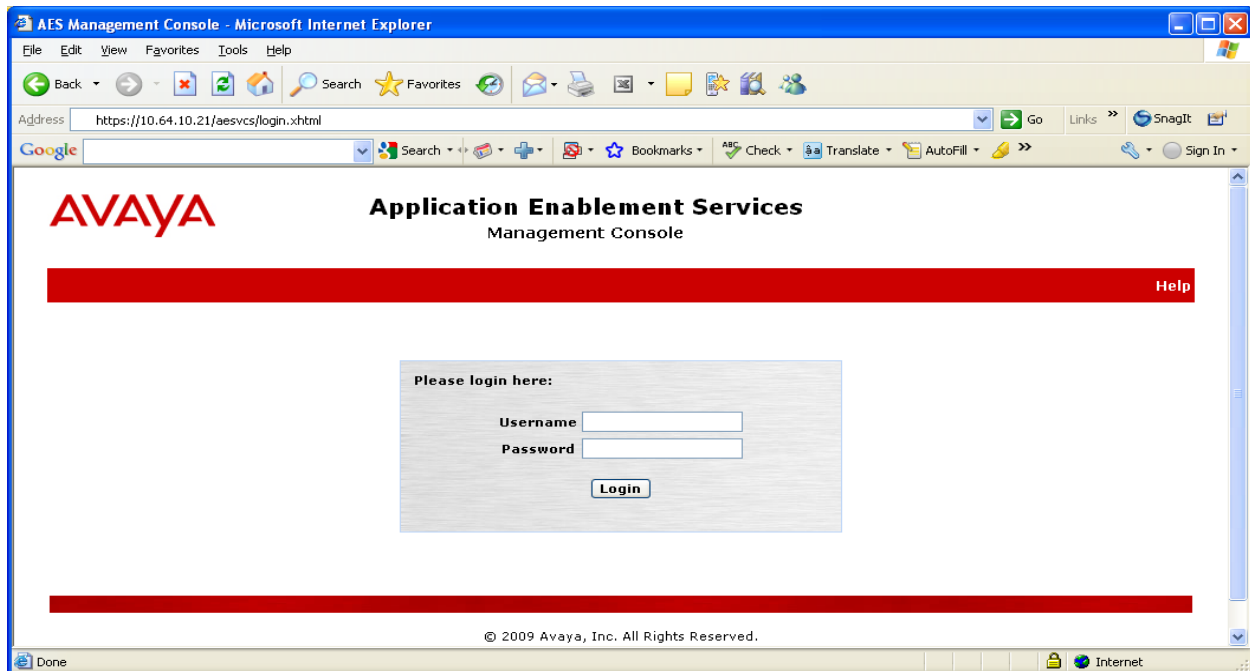 AES Management Console - Microsoft Internet Explorer
File Edit View Favorites Tools Help
Back Search Favorites
Address https://10.64.10.21/aesvcs/login.xhtml Go Links » SnagIt
Google Search Bookmarks ABC Check Translate AutoFill » Sign In
AVAYA
Application Enablement Services
Management Console
Help
Please login here:
Username
Password
Login
© 2009 Avaya, Inc. All Rights Reserved.
Done Internet